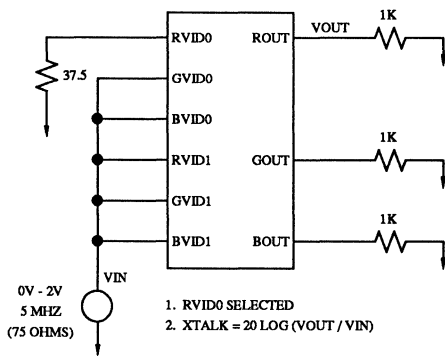 1K
VOUT
RVID0 ROUT
37.5
GVID0
BVID0
1K
RVID1 GOUT
GVID1
1K
BVID1 BOUT
VIN
0V - 2V
5 MHZ
(75 OHMS)
1. RVID0 SELECTED
2. XTALK = 20 LOG (VOUT / VIN)